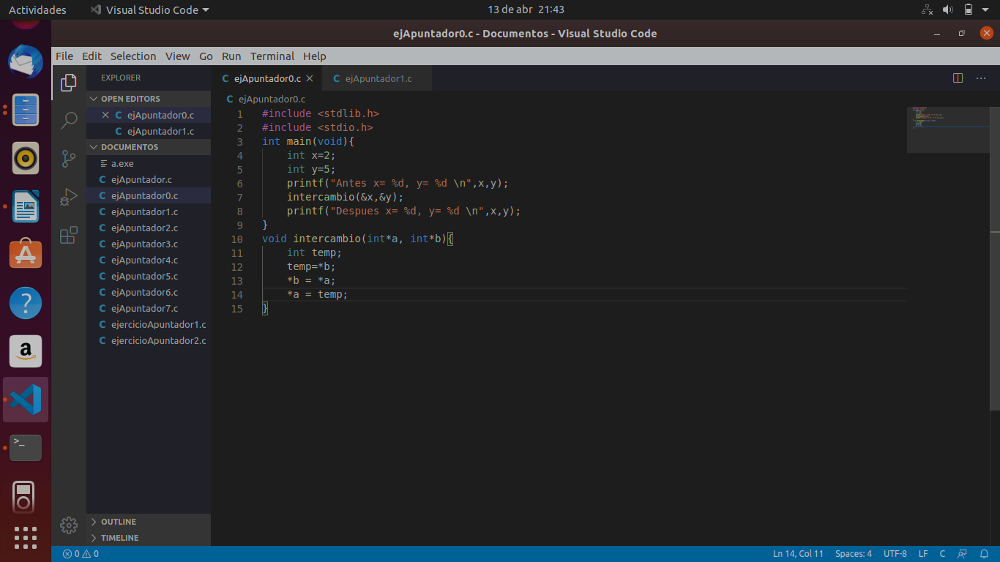 Actividades Visual Studio Code 13 de abr 21:43
ejApuntador0.c - Documentos - Visual Studio Code
File Edit Selection View Go Run Terminal Help
EXPLORER
OPEN EDITORS
ejApuntador0.c
ejApuntador1.c
DOCUMENTOS
a.exe
C ejApuntador.c
C ejApuntador0.c
C ejApuntador1.c
C ejApuntador2.c
C ejApuntador3.c
C ejApuntador4.c
C ejApuntador5.c
C ejApuntador6.c
C ejApuntador7.c
C ejercicioApuntador1.c
C ejercicioApuntador2.c
OUTLINE
TIMELINE
C ejApuntador0.c C ejApuntador1.c
C ejApuntador0.c
1 #include <stdlib.h>
2 #include <stdio.h>
3 int main(void){
4 int x=2;
5 int y=5;
6 printf("Antes x= %d, y= %d \n",x,y);
7 intercambio(&x,&y);
8 printf("Despues x= %d, y= %d \n",x,y);
9 }
10 void intercambio(int*a, int*b){
11 int temp;
12 temp=*b;
13 *b = *a;
14 *a = temp;
15 }
0 0 Ln 14, Col 11 Spaces: 4 UTF-8 LF C